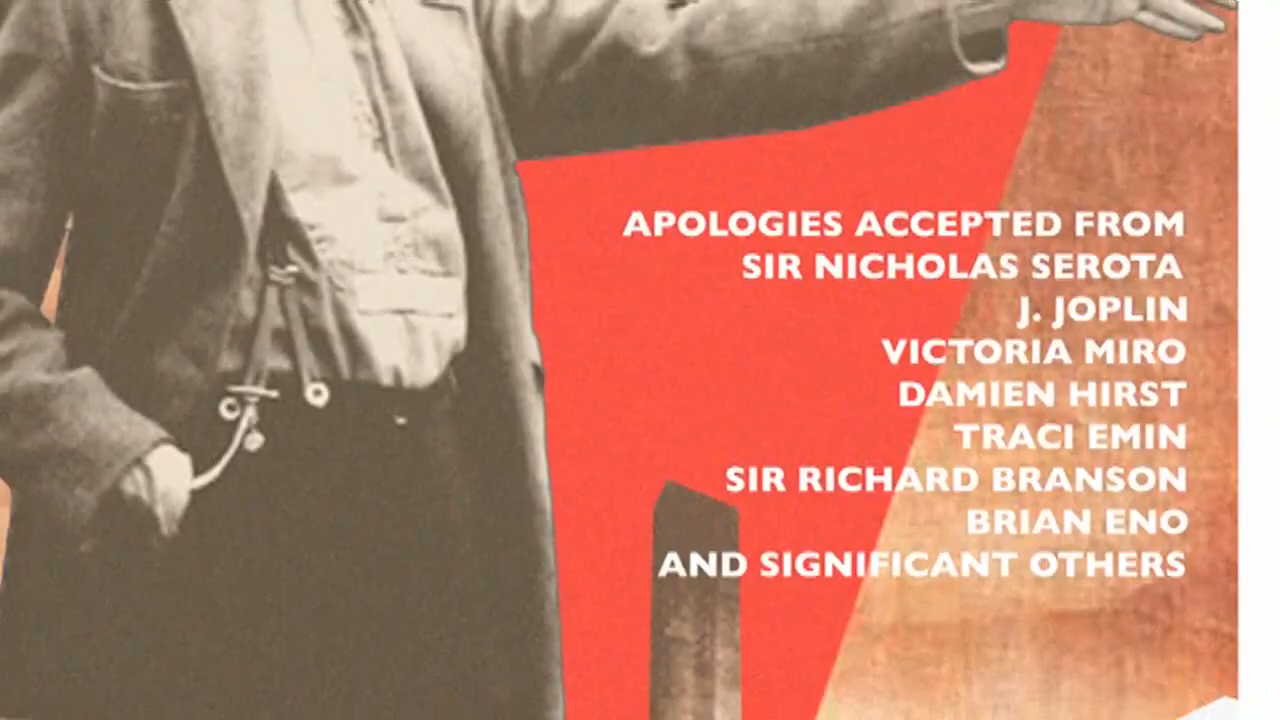 APOLOGIES ACCEPTED FROM
SIR NICHOLAS SEROTA
J. JOPLIN
VICTORIA MIRO
DAMIEN HIRST
TRACI EMIN
SIR RICHARD BRANSON
BRIAN ENO
AND SIGNIFICANT OTHERS